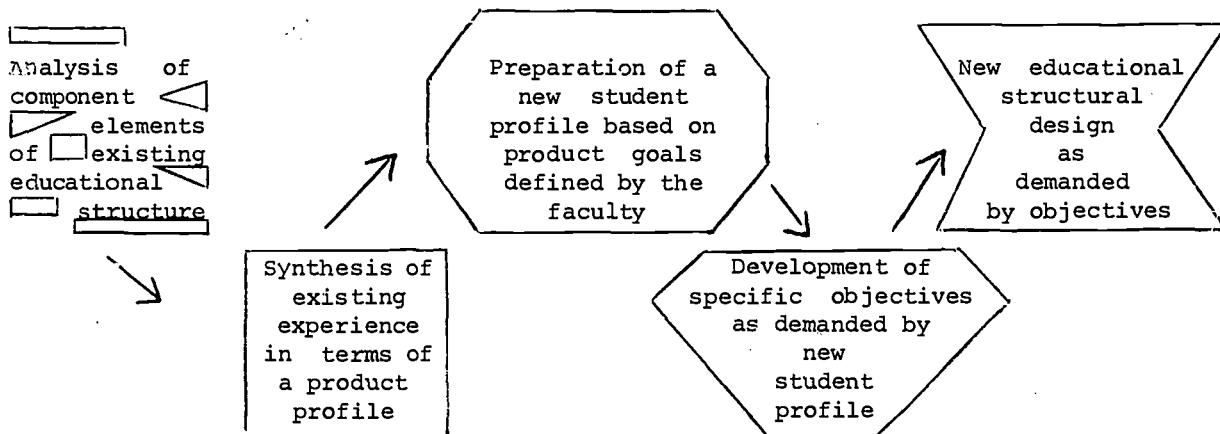 Analysis of
component
elements
of existing
educational
structure
Synthesis of
existing
experience
in terms of
a product
profile
Preparation of a
new student
profile based on
product goals
defined by the
faculty
Development of
specific objectives
as demanded by
new
student
profile
New educational
structural
design
as
demanded
by objectives